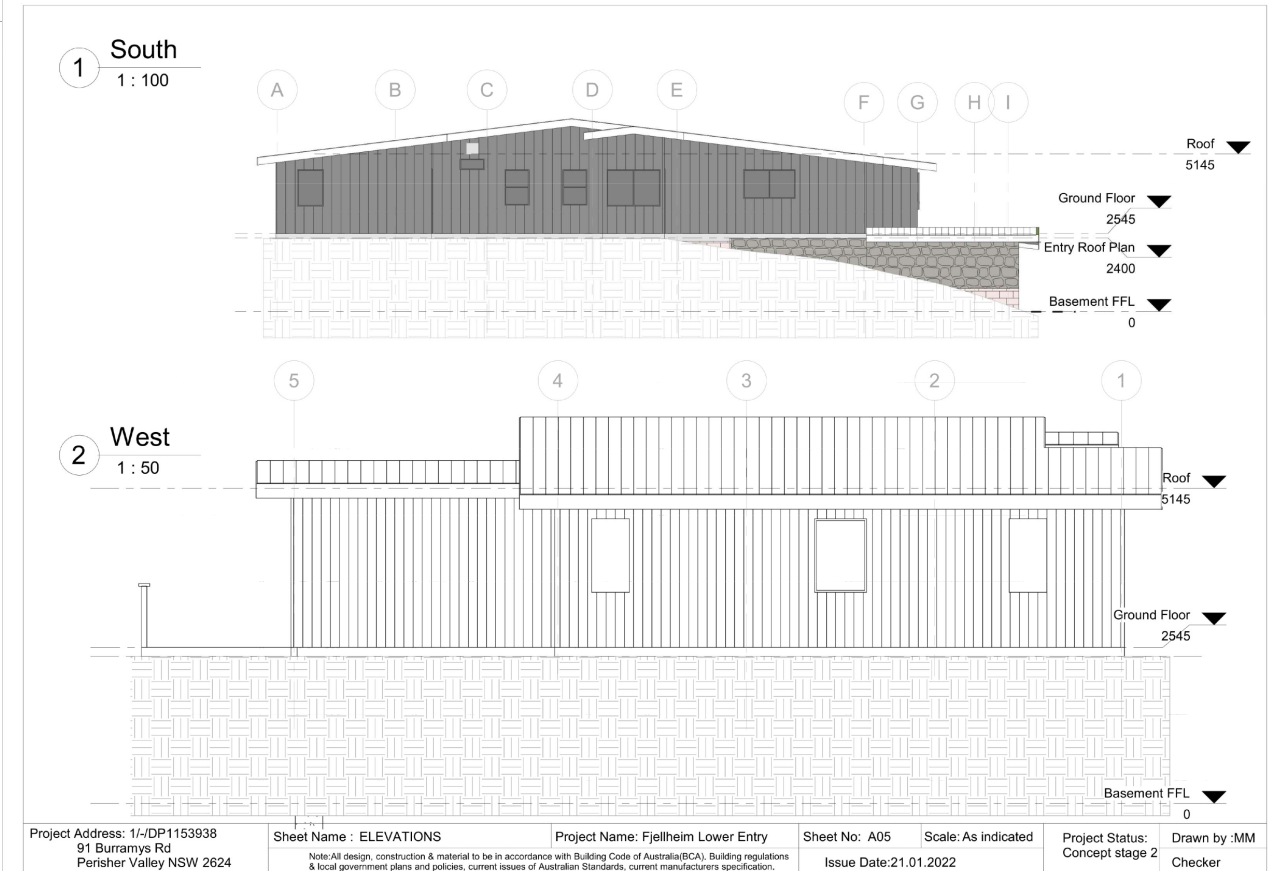 South
1
1 : 100
A B C D E F G H I
Roof
5145
Ground Floor
2545
Entry Roof Plan
2400
Basement FFL
0
5 4 3 2 1
West
2
1 : 50
Roof
5145
Ground Floor
2545
Basement FFL
0
Project Address: 1/-/DP1153938
91 Burramys Rd
Perisher Valley NSW 2624
Sheet Name : ELEVATIONS
Project Name: Fjellheim Lower Entry
Note:All design, construction & material to be in accordance with Building Code of Australia(BCA). Building regulations
& local government plans and policies, current issues of Australian Standards, current manufacturers specification.
Sheet No: A05
Scale: As indicated
Issue Date:21.01.2022
Project Status:
Concept stage 2
Drawn by :MM
Checker